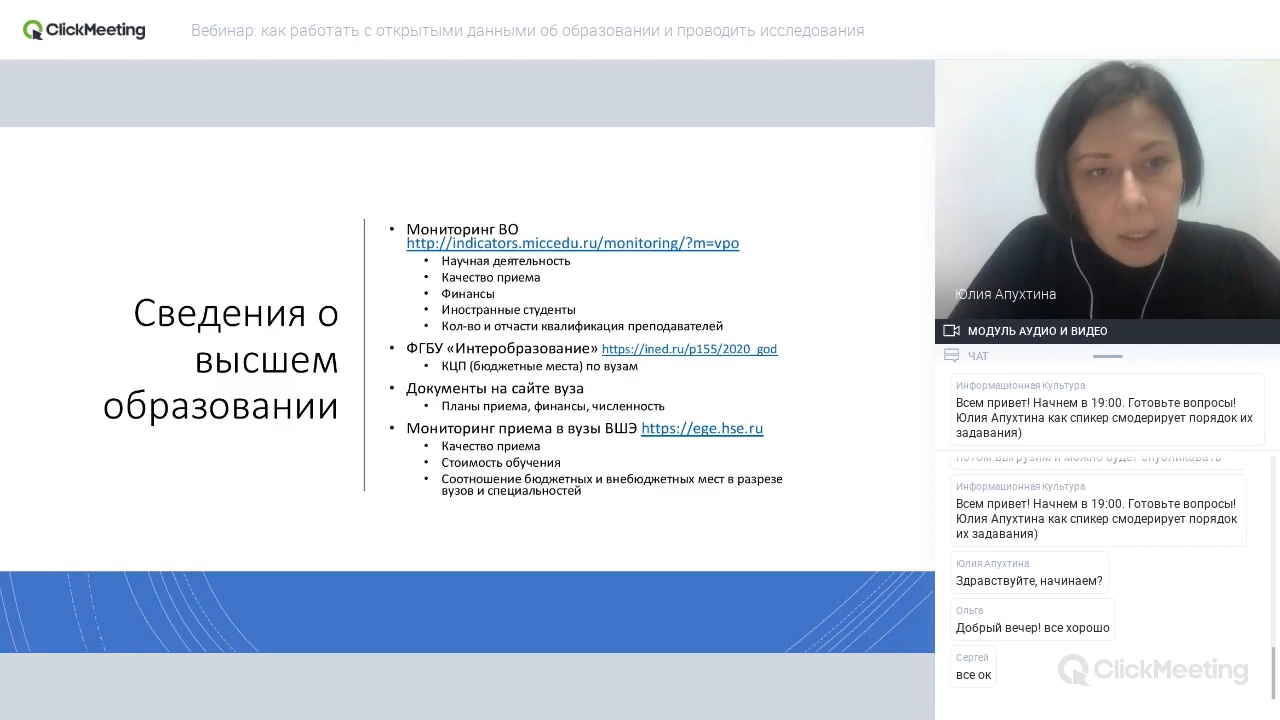 ClickMeeting
Вебинар: как работать с открытыми данными об образовании и проводить исследования
Сведения о
высшем
образовании
• Мониторинг ВО
http://indicators.miccedu.ru/monitoring/?m=vpo
• Научная деятельность
• Качество приема
• Финансы
• Иностранные студенты
• Кол-во и отчасти квалификация преподавателей
• ФГБУ «Интеробразование» https://ined.ru/p155/2020_god
• КЦП (бюджетные места) по вузам
• Документы на сайте вуза
• Планы приема, финансы, численность
• Мониторинг приема в вузы ВШЭ https://ege.hse.ru
• Качество приема
• Стоимость обучения
• Соотношение бюджетных и внебюджетных мест в разрезе
вузов и специальностей
Юлия Апухтина
МОДУЛЬ АУДИО И ВИДЕО
ЧАТ
Информационная Культура
Всем привет! Начнем в 19:00. Готовьте вопросы!
Юлия Апухтина как спикер смодерирует порядок их
задавания)
потом выгрузим и можно будет опубликовать
Информационная Культура
Всем привет! Начнем в 19:00. Готовьте вопросы!
Юлия Апухтина как спикер смодерирует порядок
их задавания)
Юлия Апухтина
Здравствуйте, начинаем?
Ольга
Добрый вечер! все хорошо
Сергей
все ок
ClickMeeting